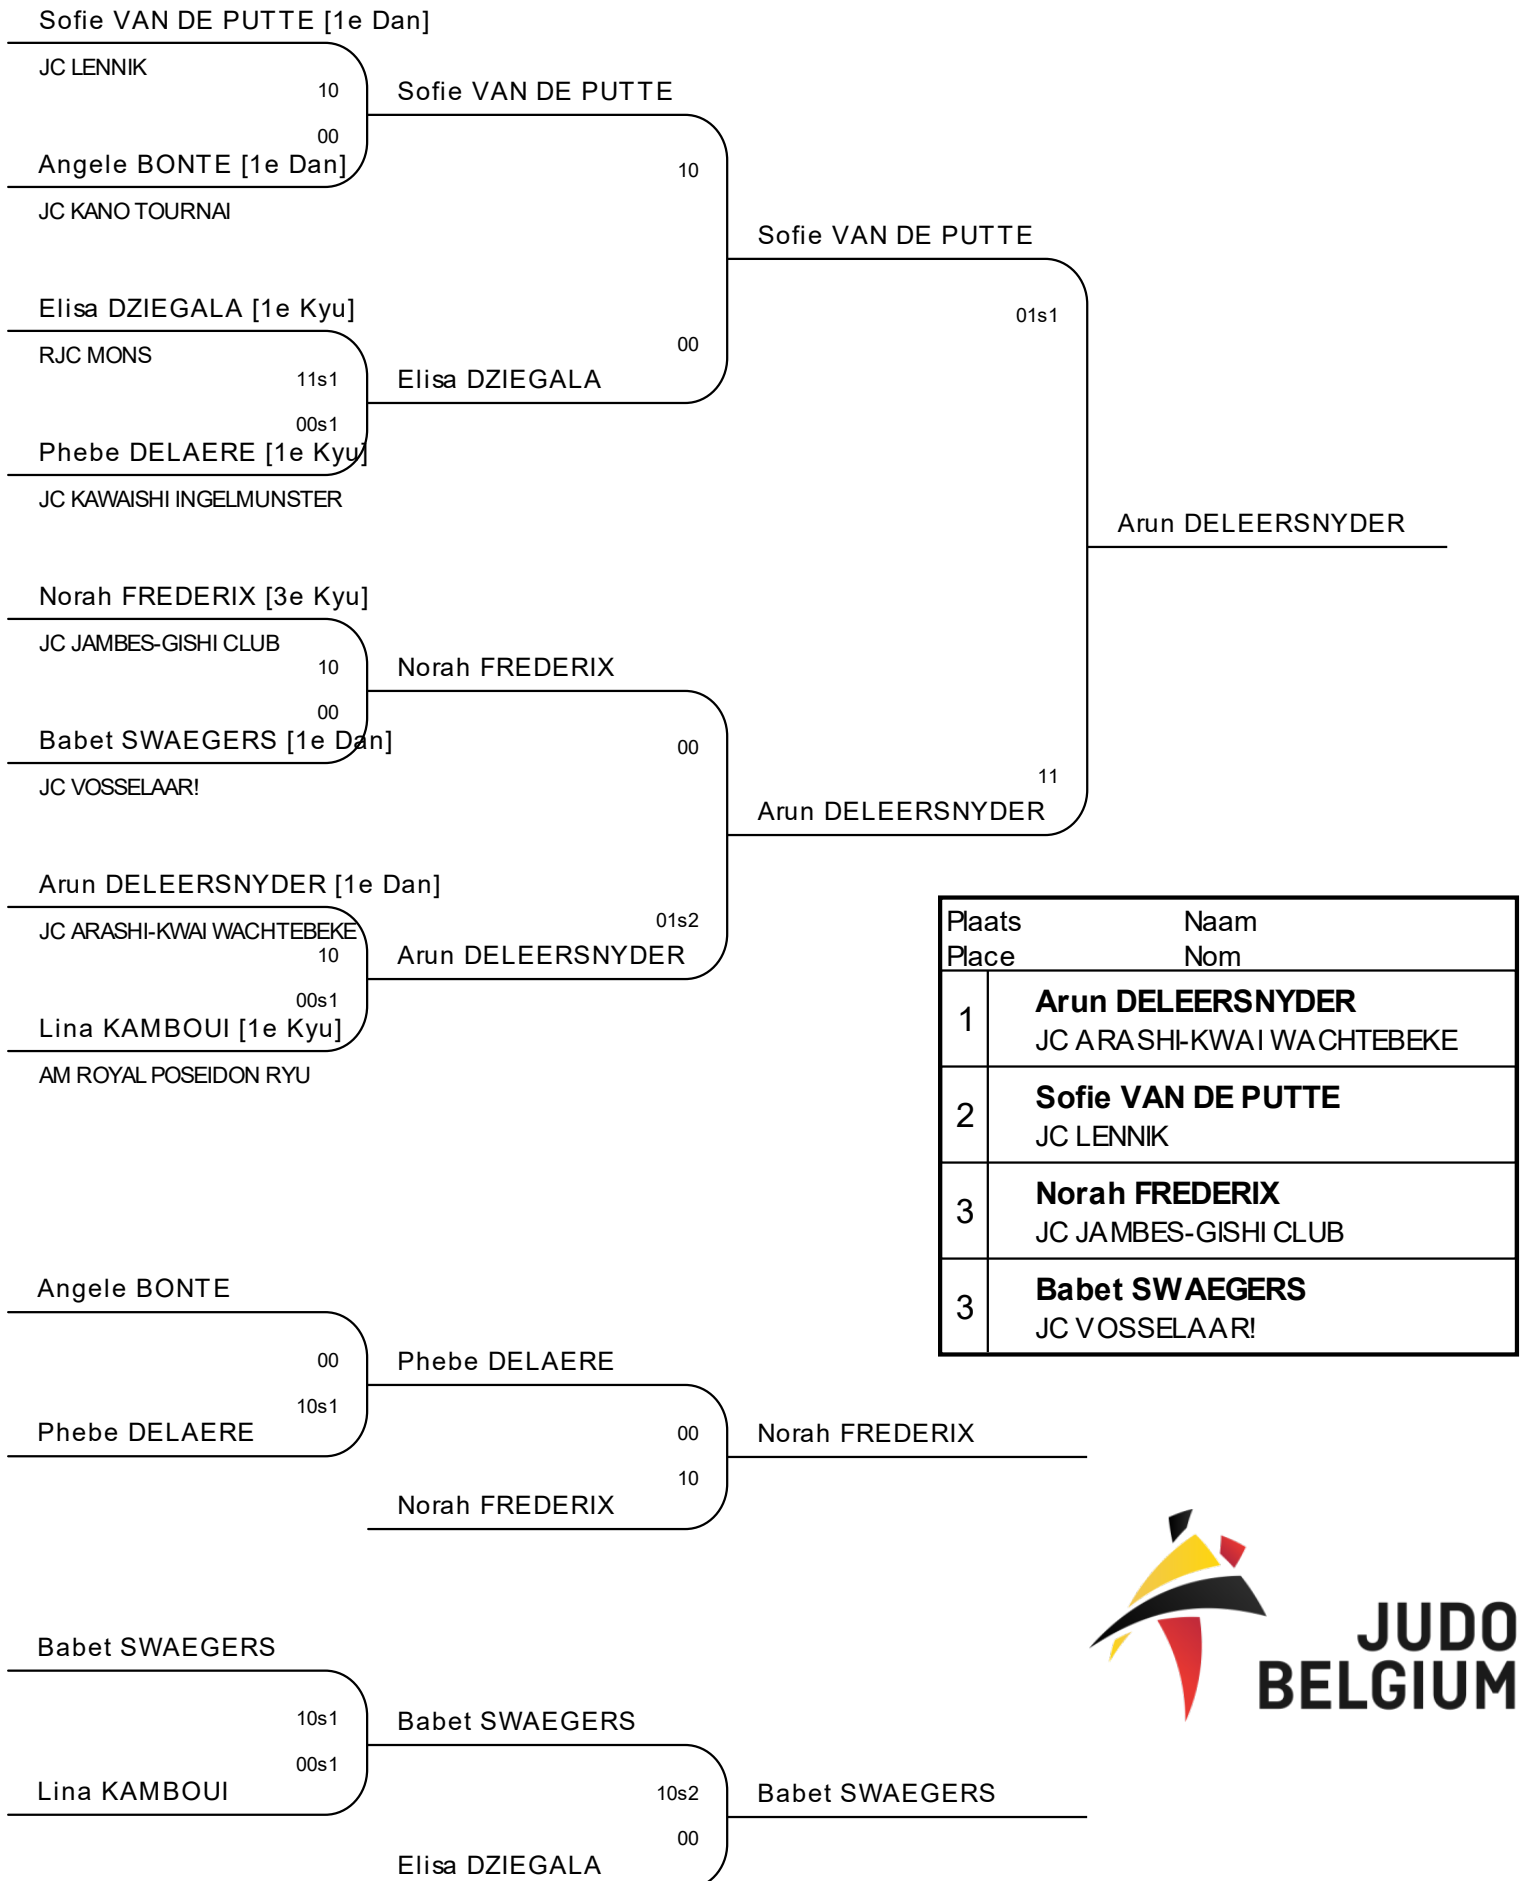 Sofie VAN DE PUTTE [1e Dan]
JC LENNIK
10
00
Angele BONTE [1e Dan]
JC KANO TOURNAI
Elisa DZIEGALA [1e Kyu]
RJC MONS
11s1
00s1
Phebe DELAERE [1e Kyu]
JC KAWAISHI INGELMUNSTER
Norah FREDERIX [3e Kyu]
JC JAMBES-GISHI CLUB
10
00
Babet SWAEGERS [1e Dan]
JC VOSSELAAR!
Arun DELEERSNYDER [1e Dan]
JC ARASHI-KWAI WACHTEBEKE
10
00s1
Lina KAMBOUI [1e Kyu]
AM ROYAL POSEIDON RYU
Sofie VAN DE PUTTE
10
00
Elisa DZIEGALA
Norah FREDERIX
00
01s2
Arun DELEERSNYDER
Sofie VAN DE PUTTE
01s1
11
Arun DELEERSNYDER
Arun DELEERSNYDER
Plaats Naam
Place Nom
1 Arun DELEERSNYDER
JC ARASHI-KWAI WACHTEBEKE
2 Sofie VAN DE PUTTE
JC LENNIK
3 Norah FREDERIX
JC JAMBES-GISHI CLUB
3 Babet SWAEGERS
JC VOSSELAAR!
Angele BONTE
00
10s1
Phebe DELAERE
Phebe DELAERE
00
10
Norah FREDERIX
Norah FREDERIX
Babet SWAEGERS
10s1
00s1
Lina KAMBOUI
Babet SWAEGERS
10s2
00
Elisa DZIEGALA
Babet SWAEGERS
JUDO
BELGIUM